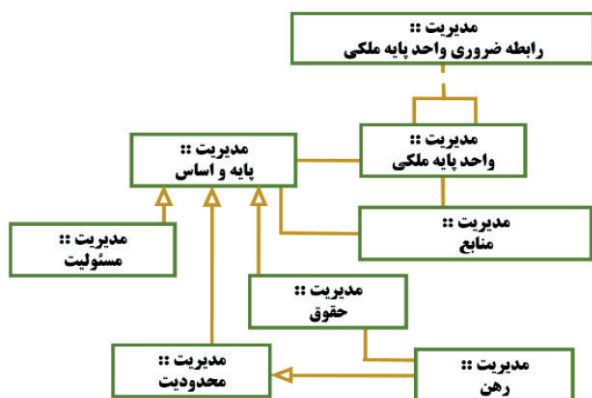 مدیریت ::
رابطه ضروری واحد پایه ملکی
مدیریت ::
واحد پایه ملکی
مدیریت ::
پایه و اساس
مدیریت ::
منابع
مدیریت ::
مسئولیت
مدیریت ::
حقوق
مدیریت ::
محدودیت
مدیریت ::
رهن